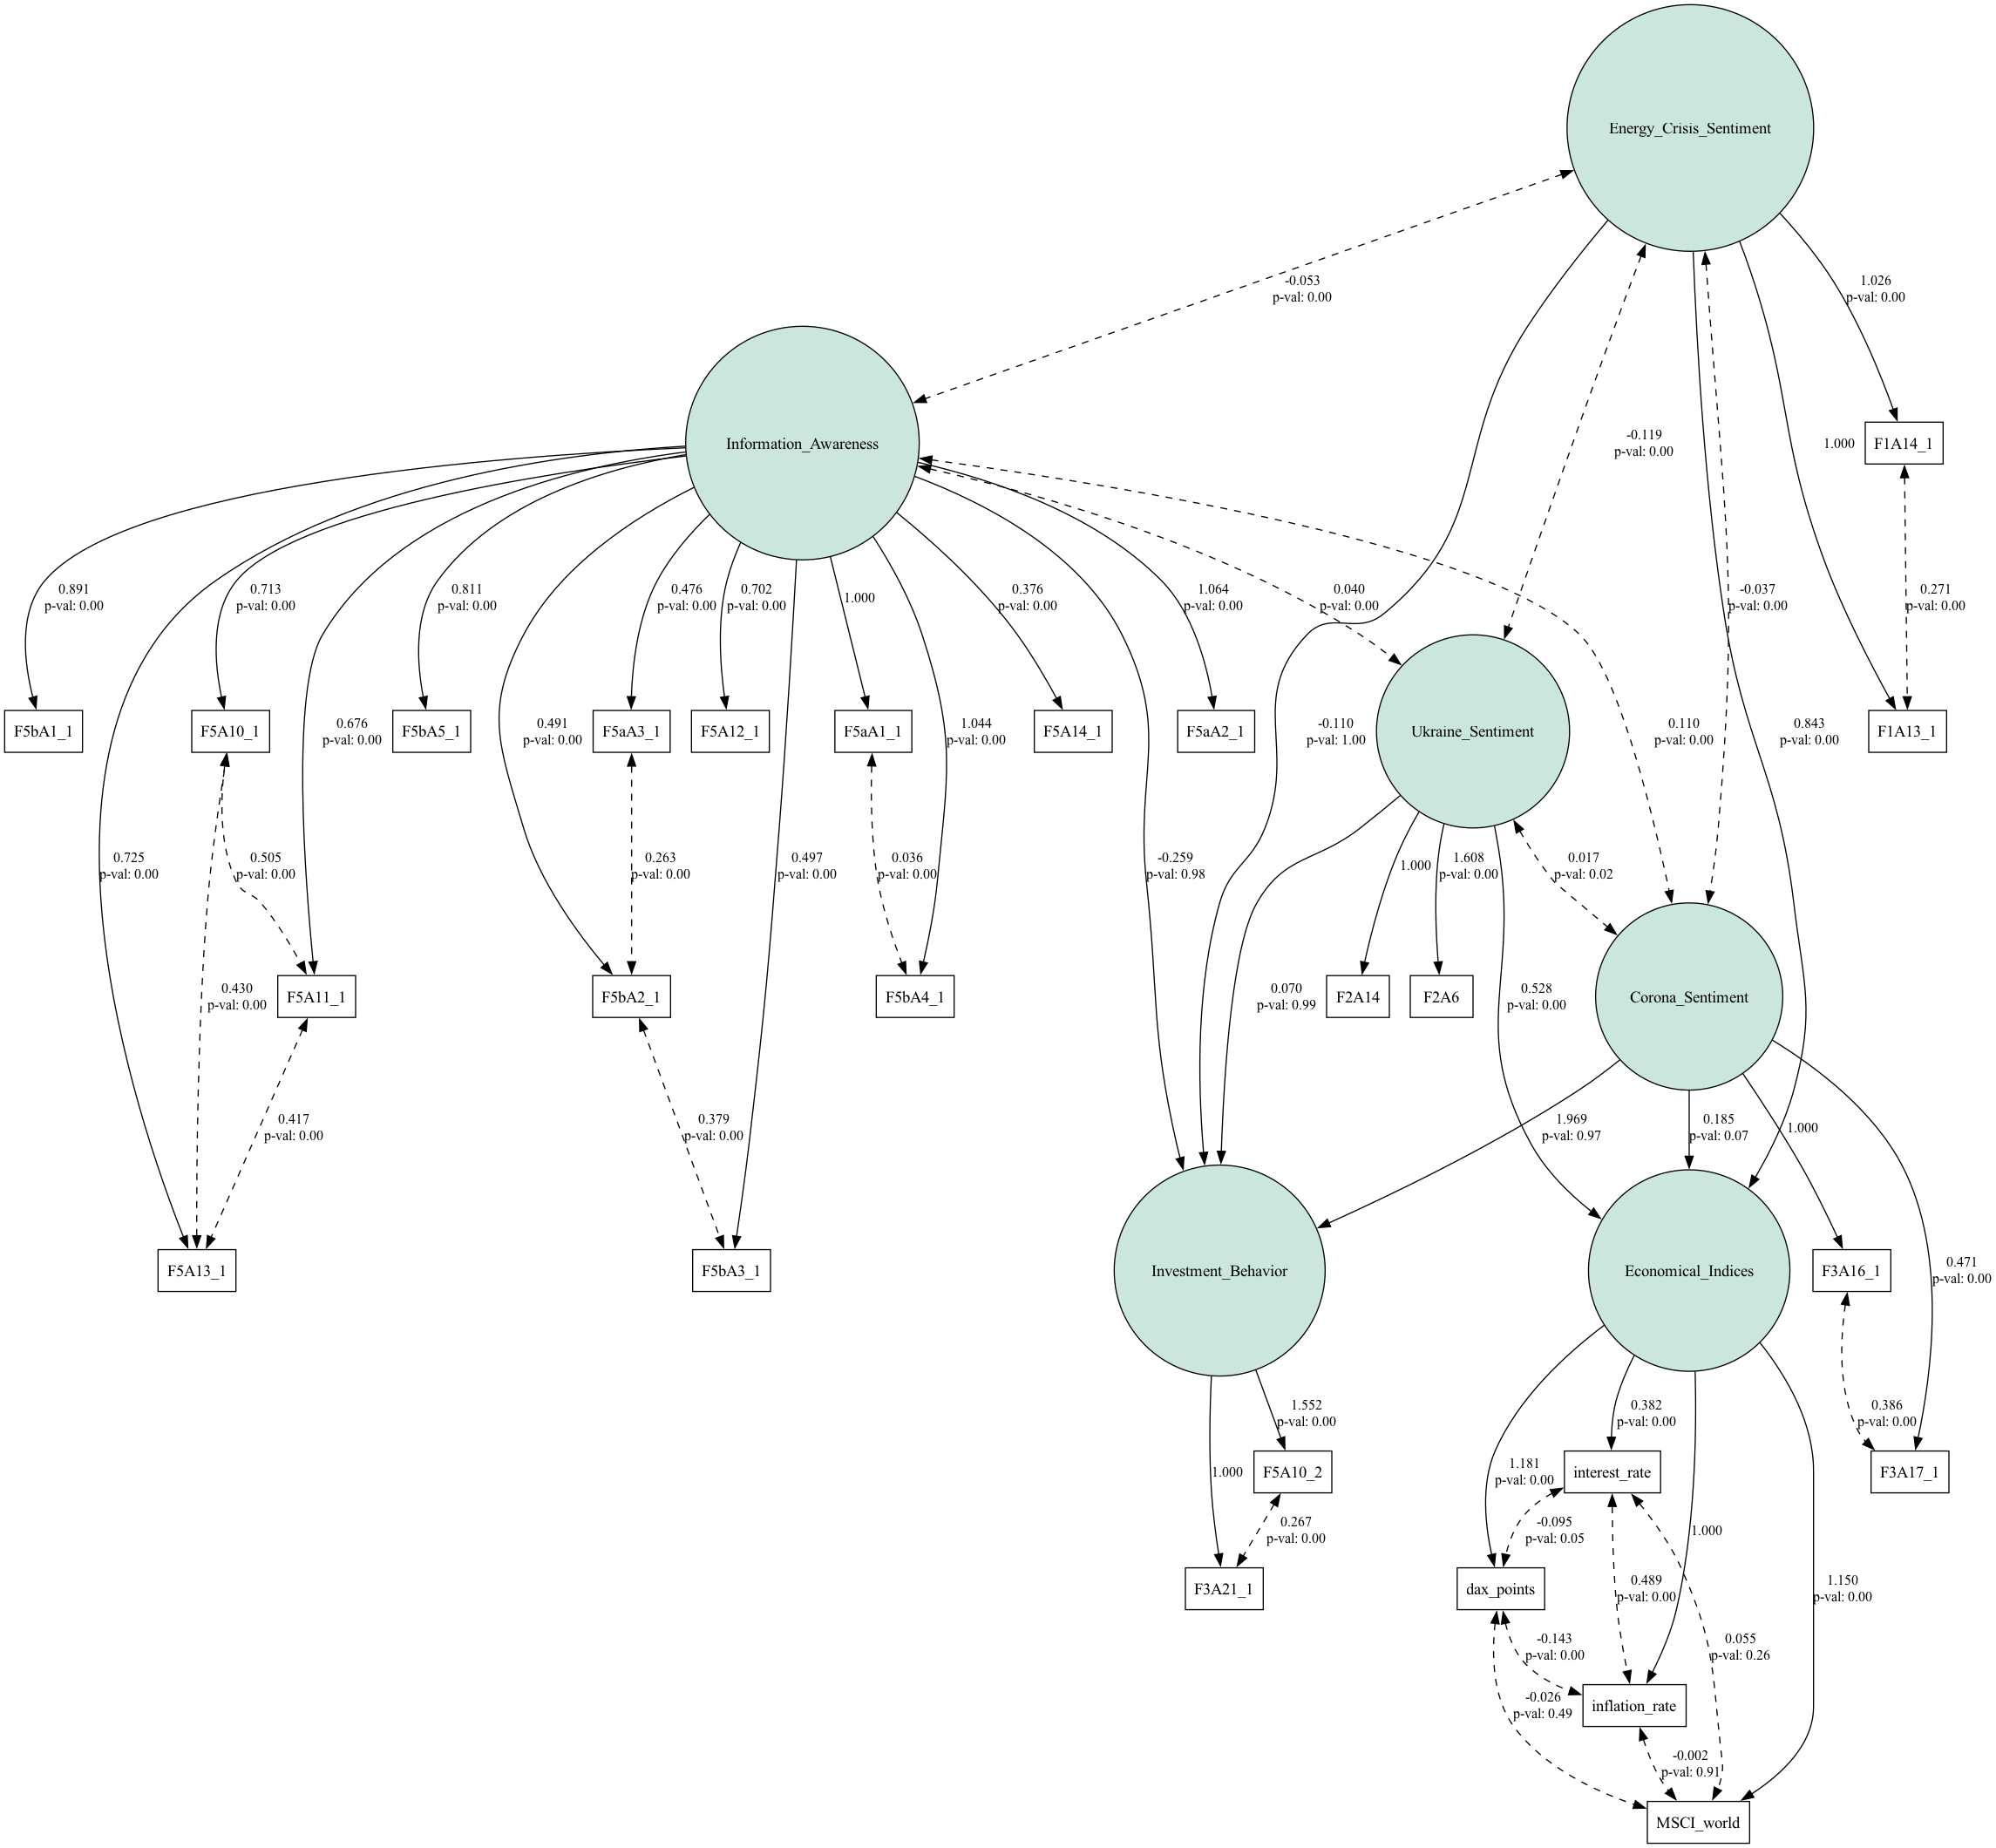 Energy_Crisis_Sentiment
-0.053
p-val: 0.00
1.026
p-val: 0.00
Information_Awareness
-0.119
p-val: 0.00
1.000
F1A14_1
0.891
p-val: 0.00
0.713
p-val: 0.00
0.811
p-val: 0.00
0.476
p-val: 0.00
0.702
p-val: 0.00
1.000
0.376
p-val: 0.00
1.064
p-val: 0.00
0.040
p-val: 0.00
-0.037
p-val: 0.00
0.271
p-val: 0.00
F5bA1_1
F5A10_1
0.676
p-val: 0.00
F5bA5_1
0.491
p-val: 0.00
F5aA3_1
F5A12_1
F5aA1_1
1.044
p-val: 0.00
F5A14_1
F5aA2_1
-0.110
p-val: 1.00
Ukraine_Sentiment
0.110
p-val: 0.00
0.843
p-val: 0.00
F1A13_1
0.725
p-val: 0.00
0.505
p-val: 0.00
0.263
p-val: 0.00
0.497
p-val: 0.00
0.036
p-val: 0.00
-0.259
p-val: 0.98
1.000
1.608
p-val: 0.00
0.017
p-val: 0.02
0.430
p-val: 0.00
F5A11_1
F5bA2_1
F5bA4_1
0.070
p-val: 0.99
F2A14
F2A6
0.528
p-val: 0.00
Corona_Sentiment
0.417
p-val: 0.00
0.379
p-val: 0.00
1.969
p-val: 0.97
0.185
p-val: 0.07
1.000
F5A13_1
F5bA3_1
Investment_Behavior
Economical_Indices
F3A16_1
0.471
p-val: 0.00
1.552
p-val: 0.00
0.382
p-val: 0.00
0.386
p-val: 0.00
1.000
F5A10_2
1.181
p-val: 0.00
interest_rate
F3A17_1
0.267
p-val: 0.00
-0.095
p-val: 0.05
1.000
F3A21_1
dax_points
0.489
p-val: 0.00
1.150
p-val: 0.00
-0.143
p-val: 0.00
0.055
p-val: 0.26
-0.026
p-val: 0.49
inflation_rate
-0.002
p-val: 0.91
MSCI_world